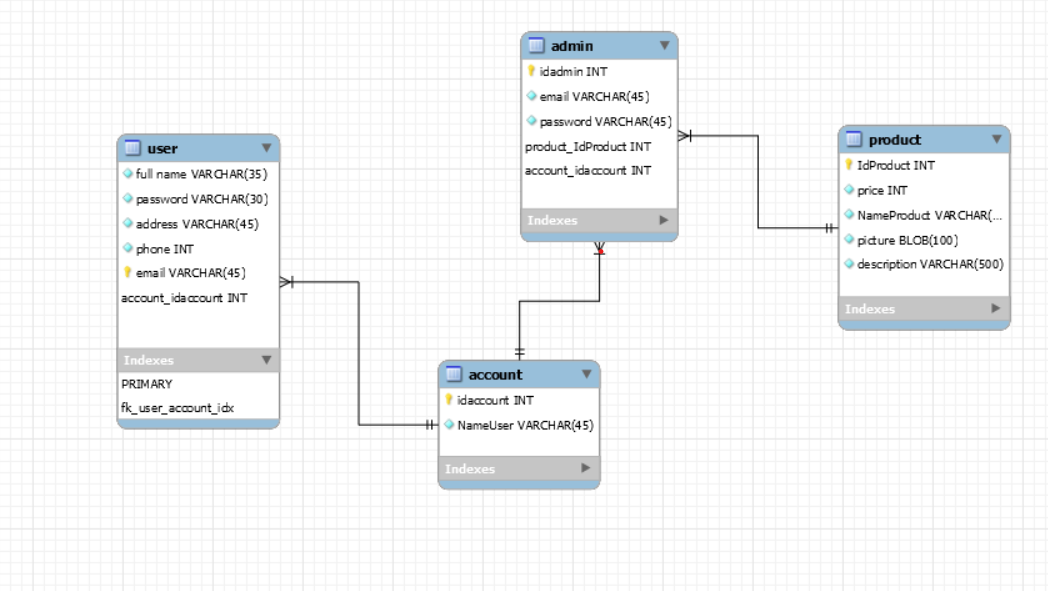 user
full name VARCHAR(35)
password VARCHAR(30)
address VARCHAR(45)
phone INT
email VARCHAR(45)
account_idaccount INT
Indexes
PRIMARY
fk_user_account_idx
admin
idadmin INT
email VARCHAR(45)
password VARCHAR(45)
product_IdProduct INT
account_idaccount INT
Indexes
account
idaccount INT
NameUser VARCHAR(45)
Indexes
product
IdProduct INT
price INT
NameProduct VARCHAR(...
picture BLOB(100)
description VARCHAR(500)
Indexes